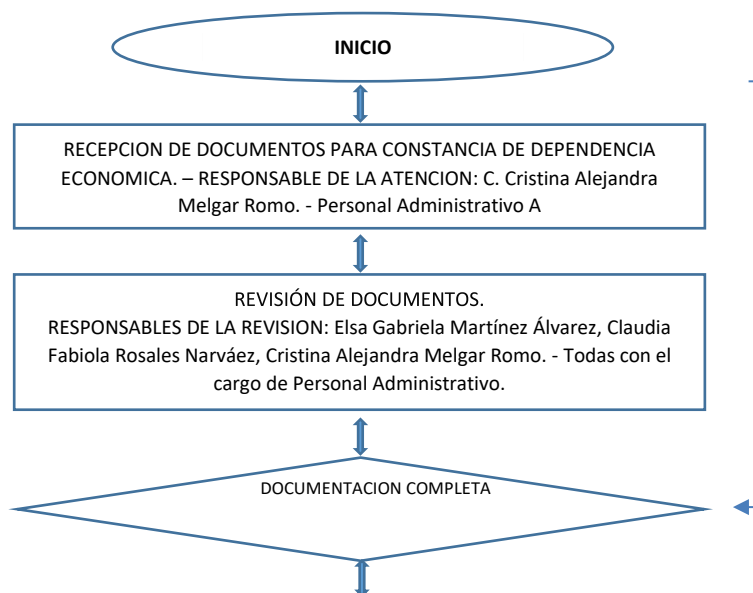 INICIO
RECEPCION DE DOCUMENTOS PARA CONSTANCIA DE DEPENDENCIA
ECONOMICA. – RESPONSABLE DE LA ATENCION: C. Cristina Alejandra
Melgar Romo. - Personal Administrativo A
REVISIÓN DE DOCUMENTOS.
RESPONSABLES DE LA REVISION: Elsa Gabriela Martínez Álvarez, Claudia
Fabiola Rosales Narváez, Cristina Alejandra Melgar Romo. - Todas con el
cargo de Personal Administrativo.
DOCUMENTACION COMPLETA